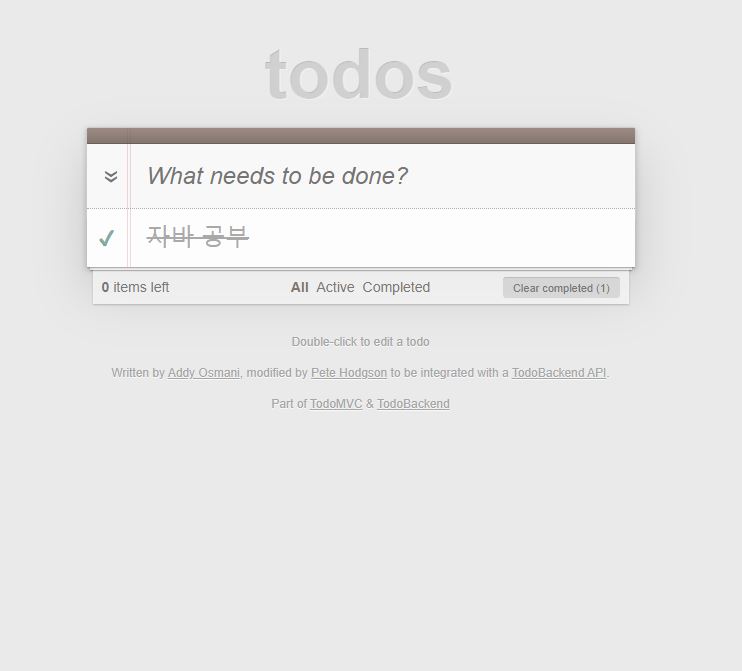 todos
What needs to be done?
자바 공부
0 items left All Active Completed Clear completed (1)
Double-click to edit a todo
Written by Addy Osmani, modified by Pete Hodgson to be integrated with a TodoBackend API.
Part of TodoMVC & TodoBackend